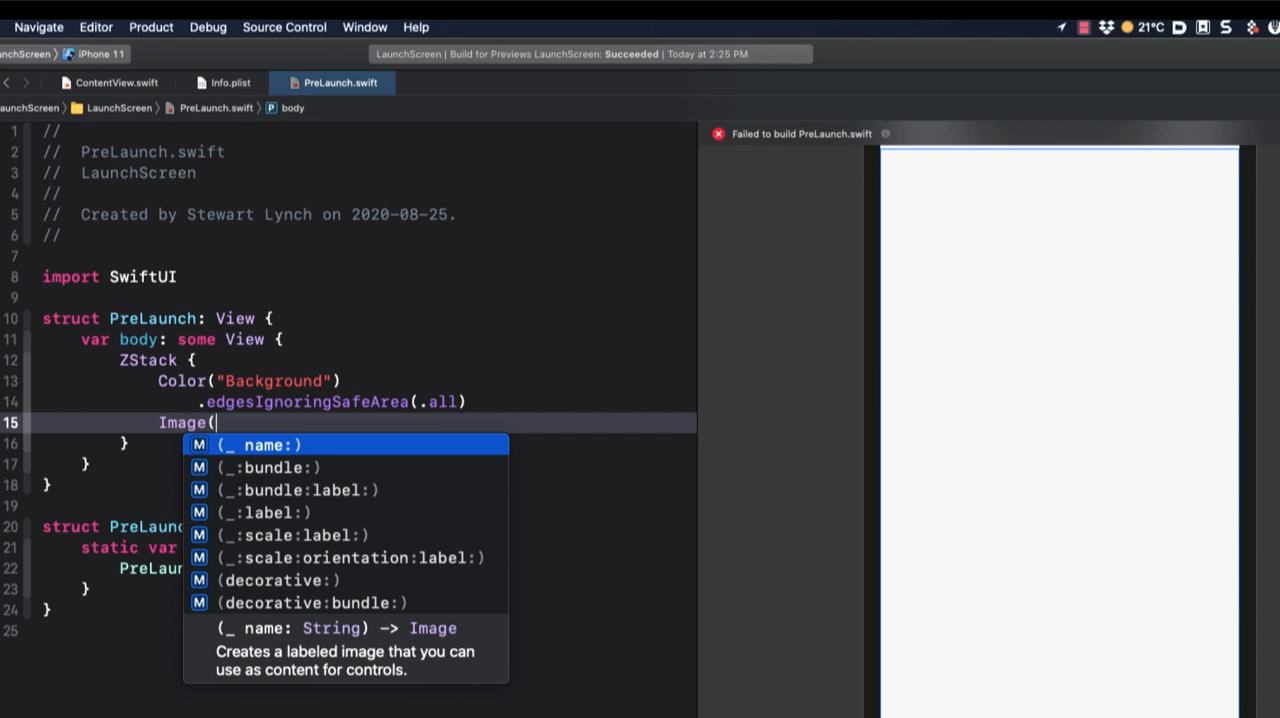 Navigate Editor Product Debug Source Control Window Help 21°C
unchScreen 〉 iPhone 11 LaunchScreen | Build for Previews LaunchScreen: Succeeded | Today at 2:25 PM
ContentView.swift Info.plist PreLaunch.swift
aunchScreen 〉 LaunchScreen 〉 PreLaunch.swift 〉 P body
Failed to build PreLaunch.swift
1 //
2 // PreLaunch.swift
3 // LaunchScreen
4 //
5 // Created by Stewart Lynch on 2020-08-25.
6 //
7
8 import SwiftUI
9
10 struct PreLaunch: View {
11 var body: some View {
12 ZStack {
13 Color("Background")
14 .edgesIgnoringSafeArea(.all)
15 Image(
16 }
17 }
18 }
19
20 struct PreLaunc
21 static var
22 PreLaun
23 }
24 }
25
M (_ name:)
M (_:bundle:)
M (_:bundle:label:)
M (_:label:)
M (_:scale:label:)
M (_:scale:orientation:label:)
M (decorative:)
M (decorative:bundle:)
(_ name: String) -> Image
Creates a labeled image that you can
use as content for controls.